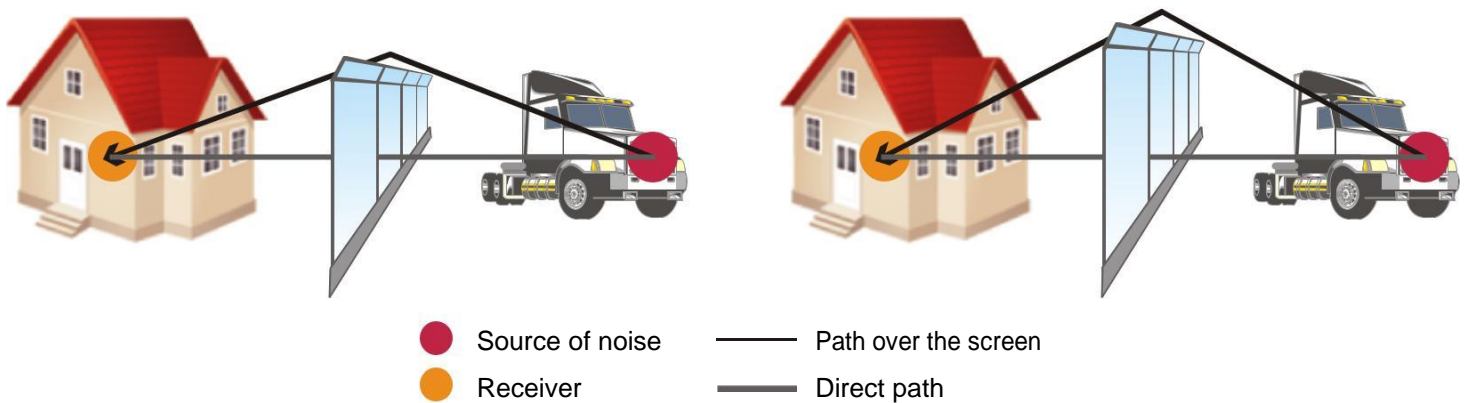 Source of noise
Path over the screen
Receiver
Direct path